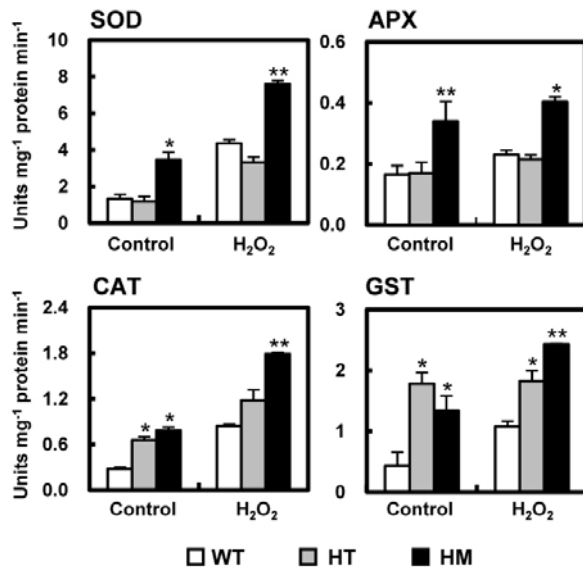 SOD
APX
Units mg⁻¹ protein min⁻¹
10
8
6
4
2
0
*
**
Control
H₂O₂
0.6
0.4
0.2
0.0
**
*
Control
H₂O₂
CAT
GST
Units mg⁻¹ protein min⁻¹
2.4
1.8
1.2
0.6
0.0
* *
**
Control
H₂O₂
3
2
1
0
* *
* **
Control
H₂O₂
WT HT HM